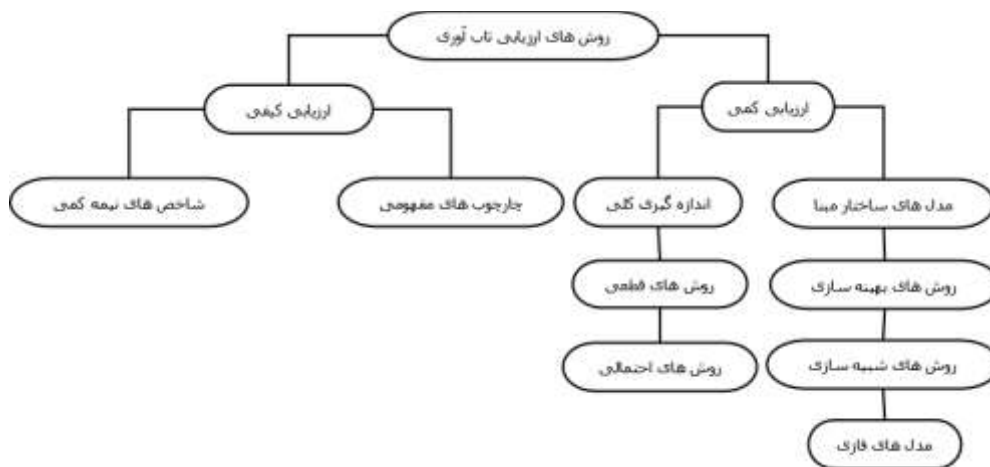 روش های ارزیابی تاب آوری
ارزیابی کمی
ارزیابی کیفی
مدل های ساختار مبنا
اندازه گیری کلی
چارچوب های مفهومی
شاخص های نیمه کمی
روش های بهینه سازی
روش های قطعی
روش های شبیه سازی
روش های احتمالی
مدل های فازی